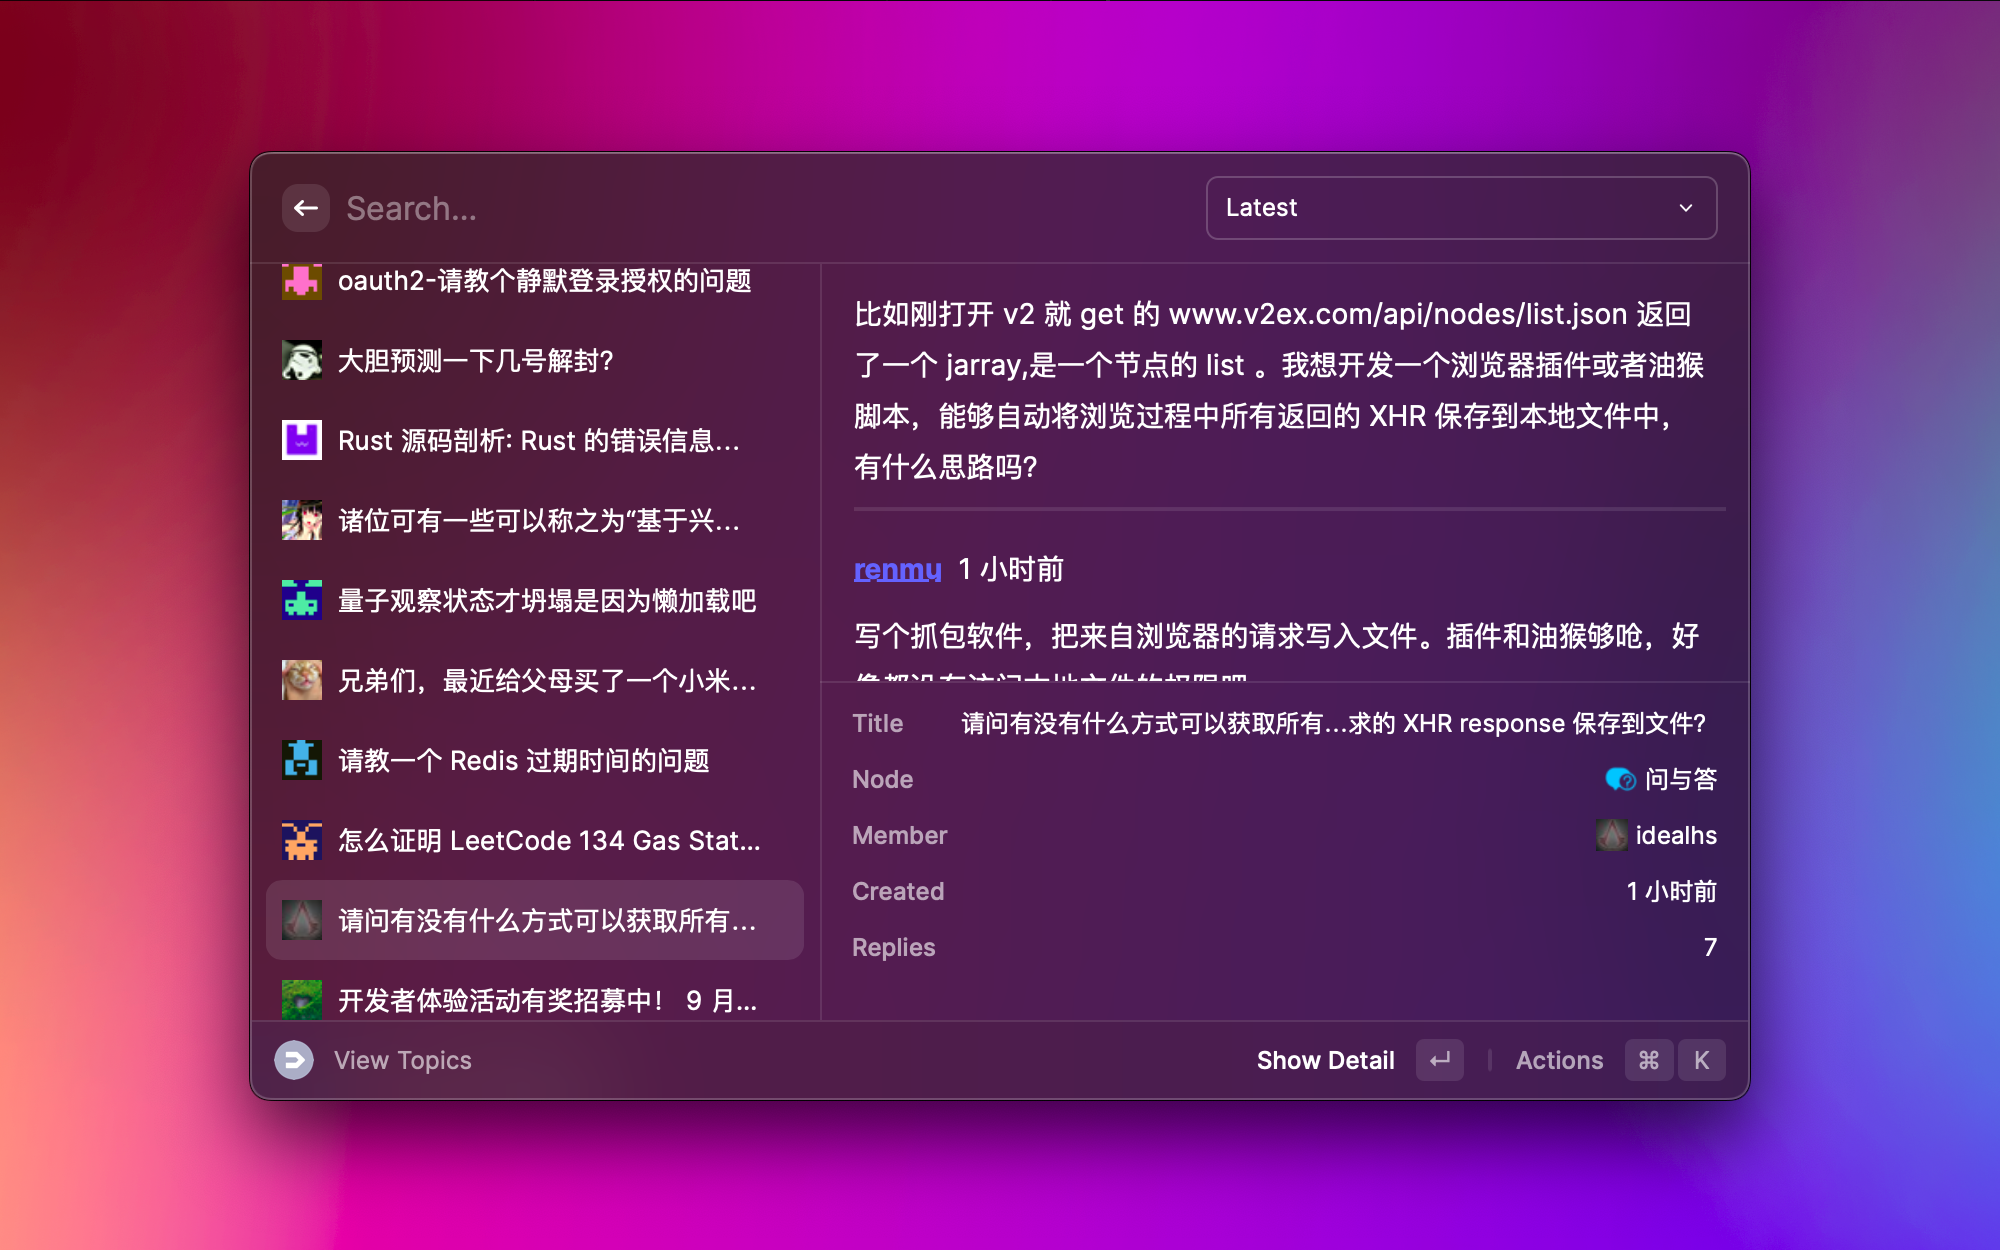 Search...
Latest
oauth2-请教个静默登录授权的问题
大胆预测一下几号解封?
Rust 源码剖析: Rust 的错误信息...
诸位可有一些可以称之为“基于兴...
量子观察状态才坍塌是因为懒加载吧
兄弟们，最近给父母买了一个小米...
请教一个 Redis 过期时间的问题
怎么证明 LeetCode 134 Gas Stat...
请问有没有什么方式可以获取所有...
开发者体验活动有奖招募中！ 9 月...
比如刚打开 v2 就 get 的 www.v2ex.com/api/nodes/list.json 返回
了一个 jarray,是一个节点的 list 。我想开发一个浏览器插件或者油猴
脚本，能够自动将浏览过程中所有返回的 XHR 保存到本地文件中，
有什么思路吗?
renmu 1 小时前
写个抓包软件，把来自浏览器的请求写入文件。插件和油猴够呛，好
像都没有访问本地文件的权限吧
Title 请问有没有什么方式可以获取所有...求的 XHR response 保存到文件?
Node 问与答
Member idealhs
Created 1 小时前
Replies 7
View Topics
Show Detail ↵ | Actions ⌘ K